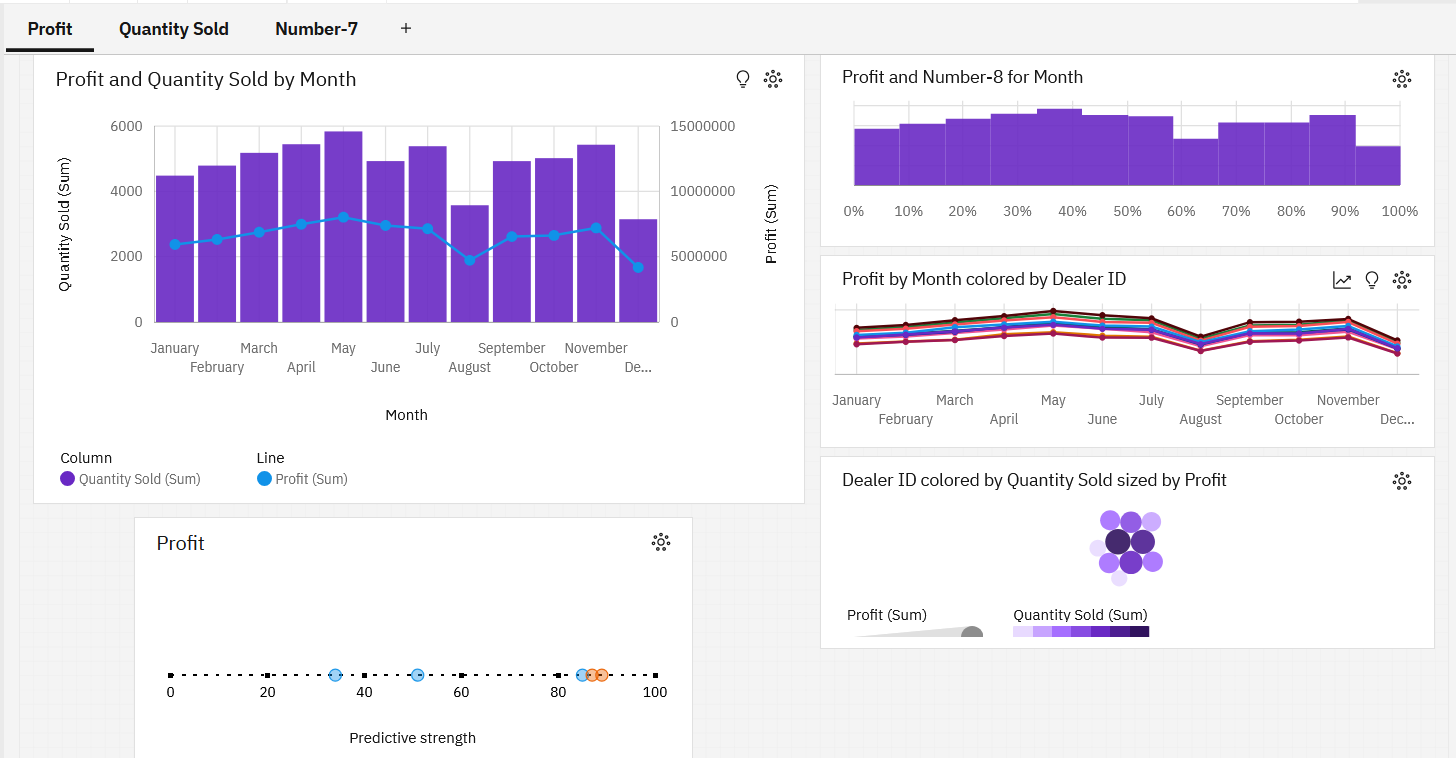 Profit Quantity Sold Number-7 +
Profit and Quantity Sold by Month
6000 15000000
4000 10000000
2000 5000000
0 0
Quantity Sold (Sum)
Profit (Sum)
January March May July September November
February April June August October De...
Month
Column Line
Quantity Sold (Sum) Profit (Sum)
Profit
0 20 40 60 80 100
Predictive strength
Profit and Number-8 for Month
0% 10% 20% 30% 40% 50% 60% 70% 80% 90% 100%
Profit by Month colored by Dealer ID
January March May July September November
February April June August October Dec...
Dealer ID colored by Quantity Sold sized by Profit
Profit (Sum) Quantity Sold (Sum)